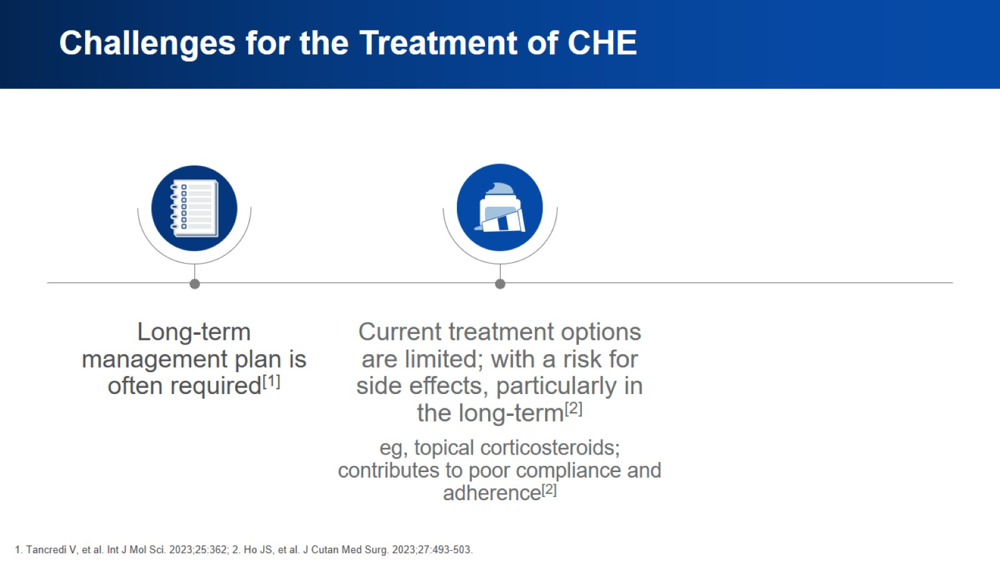 Challenges for the Treatment of CHE
Long-term
management plan is
often required[1]
Current treatment options
are limited; with a risk for
side effects, particularly in
the long-term[2]
eg, topical corticosteroids;
contributes to poor compliance and
adherence[2]
1. Tancredi V, et al. Int J Mol Sci. 2023;25:362; 2. Ho JS, et al. J Cutan Med Surg. 2023;27:493-503.